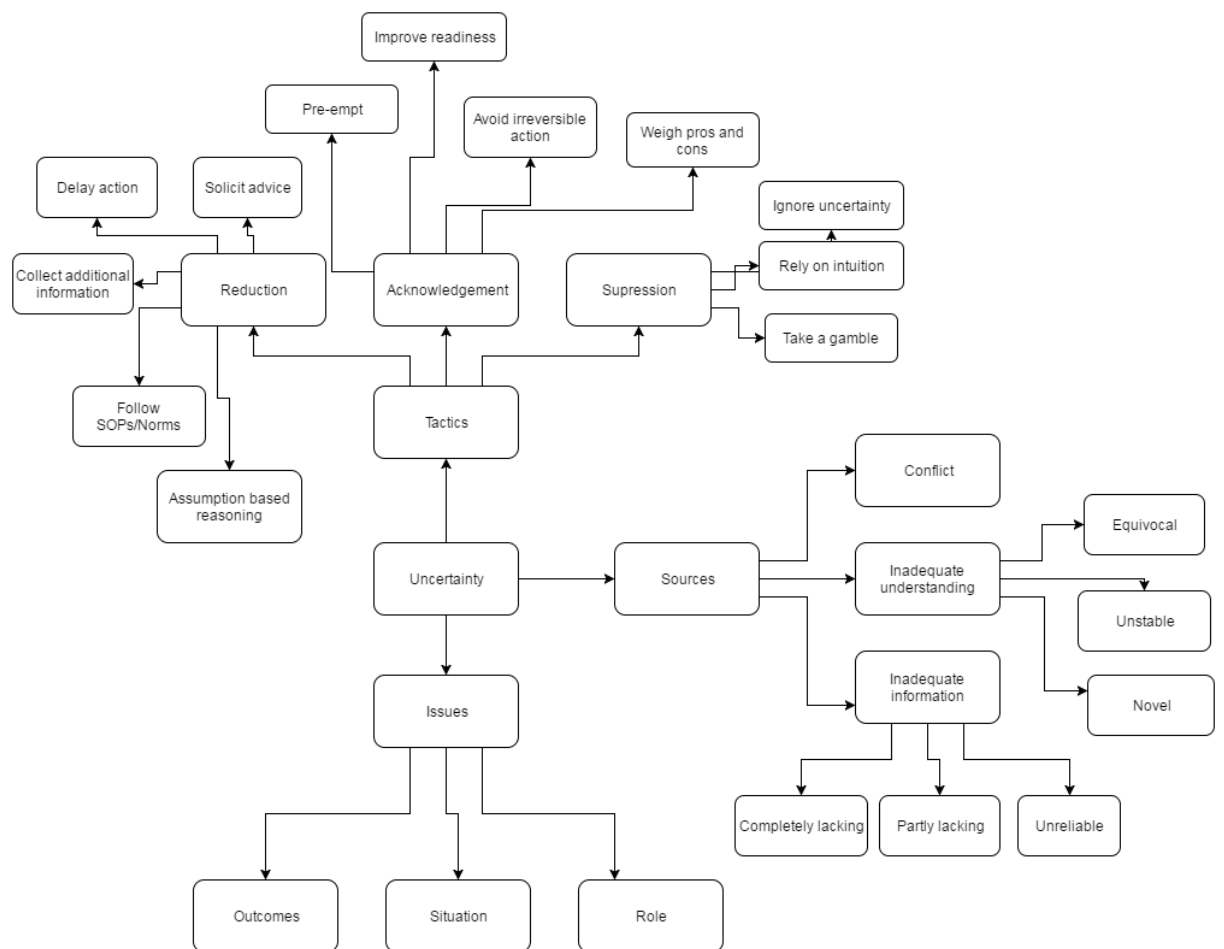 Improve readiness
Pre-empt
Avoid irreversible
action
Weigh pros and
cons
Delay action
Solicit advice
Ignore uncertainty
Collect additional
information
Reduction
Acknowledgement
Supression
Rely on intuition
Take a gamble
Follow
SOPs/Norms
Tactics
Assumption based
reasoning
Conflict
Equivocal
Uncertainty
Sources
Inadequate
understanding
Unstable
Issues
Inadequate
information
Novel
Completely lacking
Partly lacking
Unreliable
Outcomes
Situation
Role